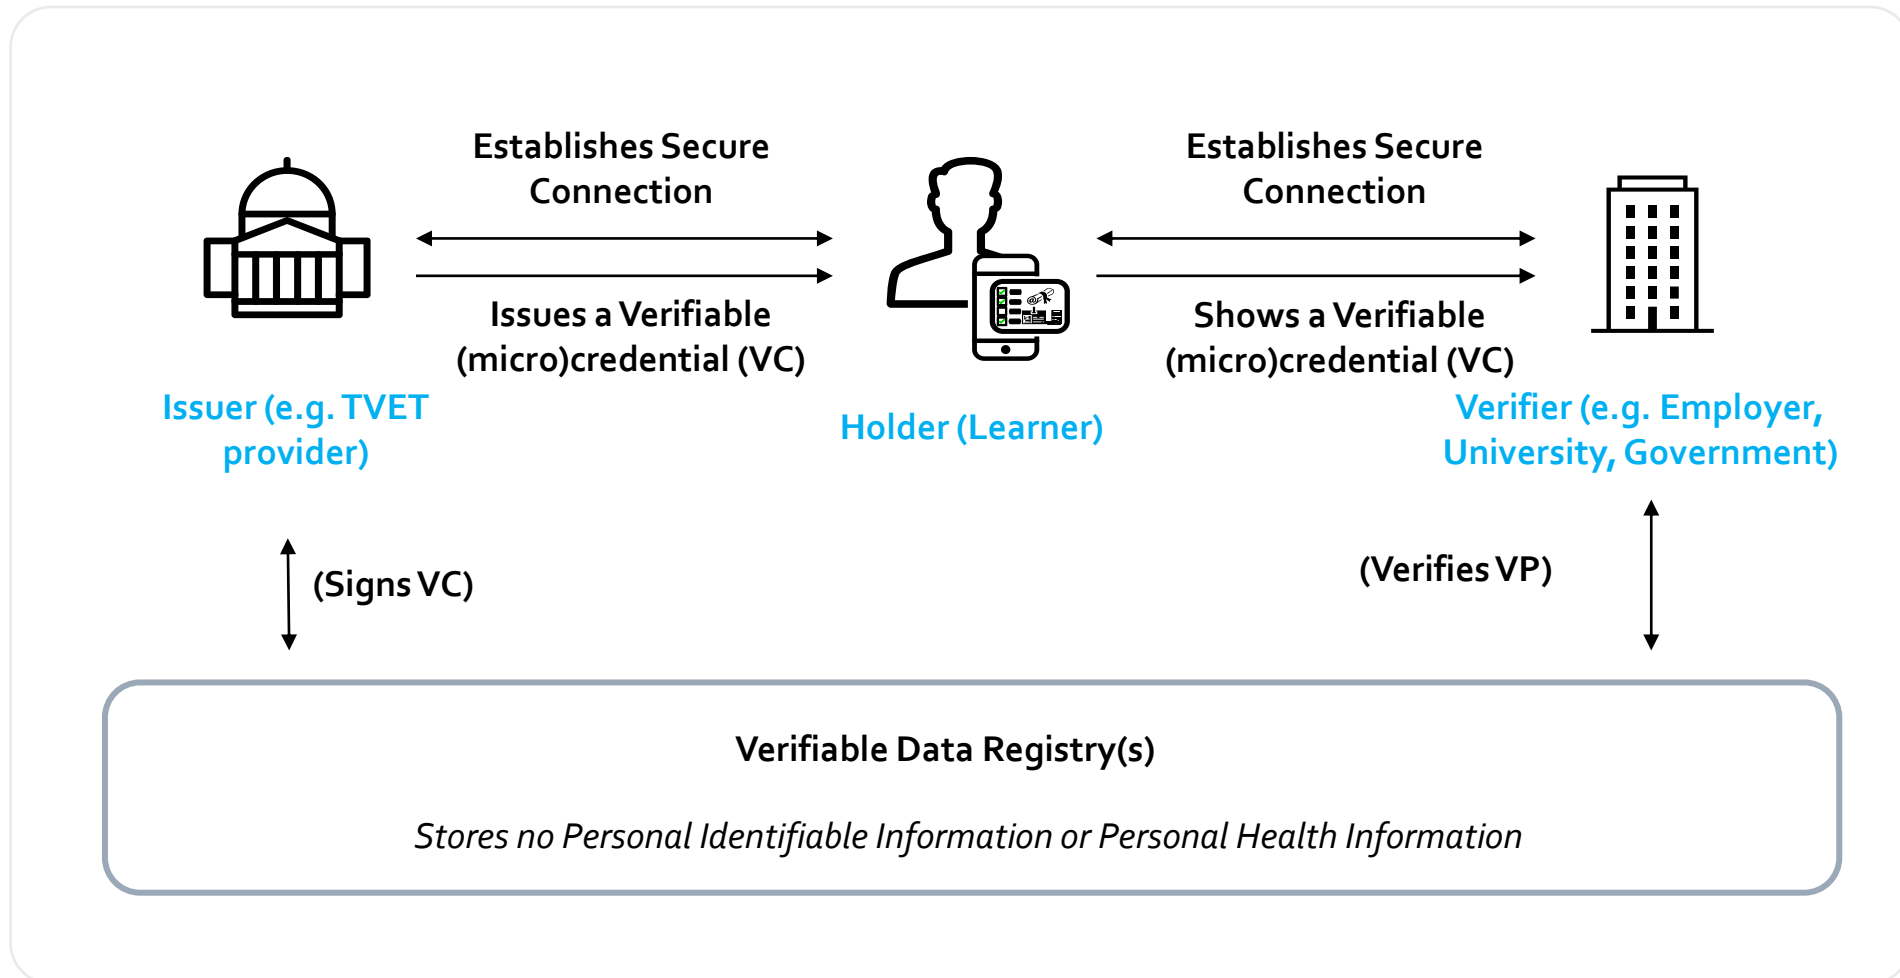 Establishes Secure
Connection
Establishes Secure
Connection
Issues a Verifiable
(micro)credential (VC)
Shows a Verifiable
(micro)credential (VC)
Issuer (e.g. TVET
provider)
Holder (Learner)
Verifier (e.g. Employer,
University, Government)
(Signs VC)
(Verifies VP)
Verifiable Data Registry(s)
Stores no Personal Identifiable Information or Personal Health Information